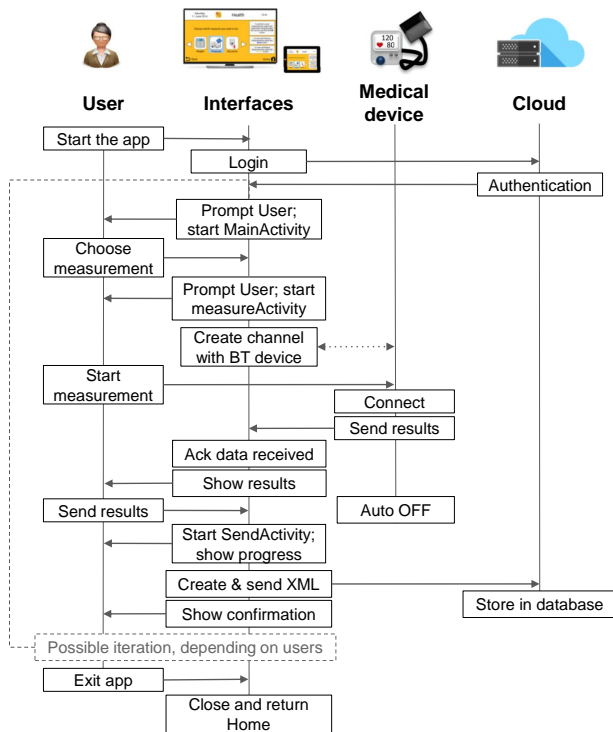 Health
120
80
User
Interfaces
Medical
device
Cloud
Start the app
Login
Authentication
Prompt User;
start MainActivity
Choose
measurement
Prompt User; start
measureActivity
Create channel
with BT device
Start
measurement
Connect
Send results
Ack data received
Show results
Send results
Auto OFF
Start SendActivity;
show progress
Create & send XML
Store in database
Show confirmation
Possible iteration, depending on users
Exit app
Close and return
Home